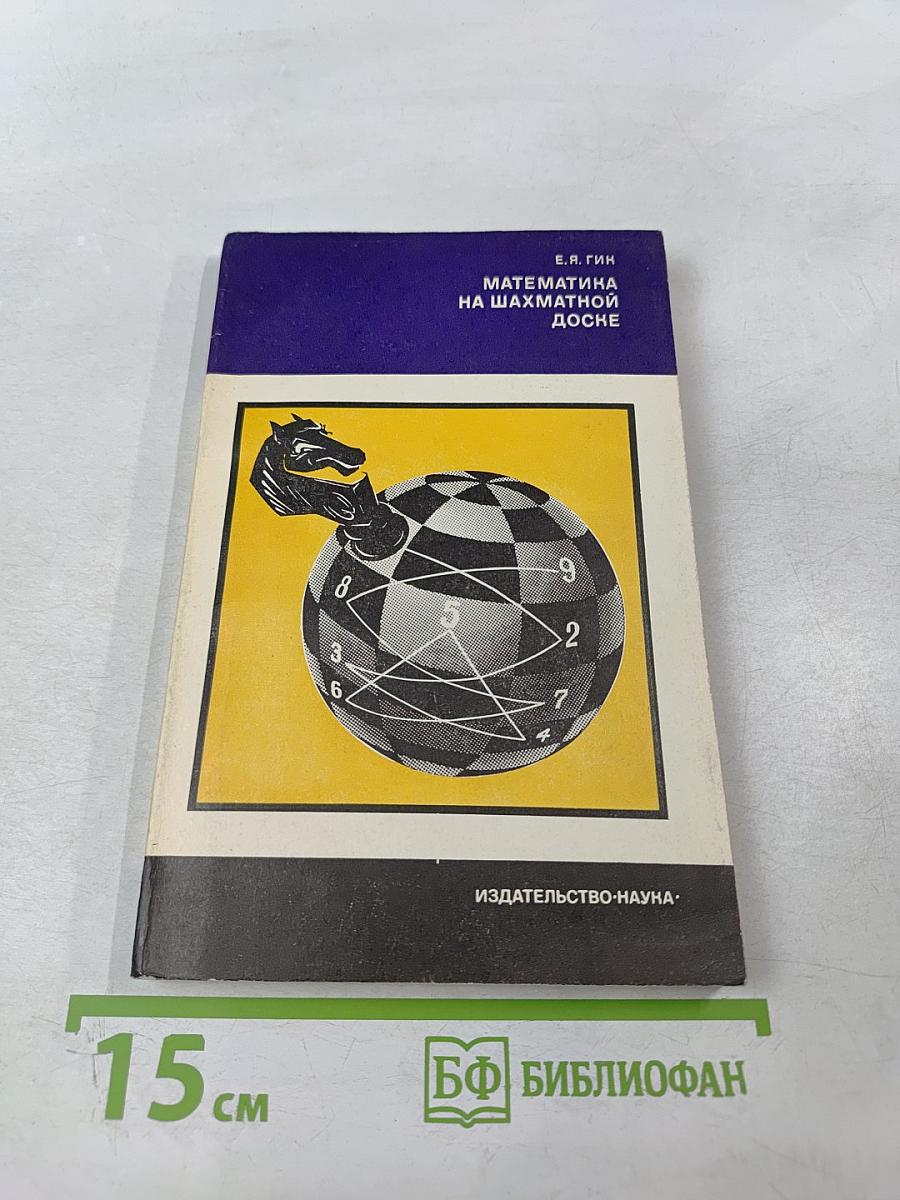 Е.Я. ГИК
МАТЕМАТИКА
НА ШАХМАТНОЙ
ДОСКЕ
8
9
5
2
3
6
7
4
ИЗДАТЕЛЬСТВО·НАУКА·
15 см
БФ БИБЛИОФАН